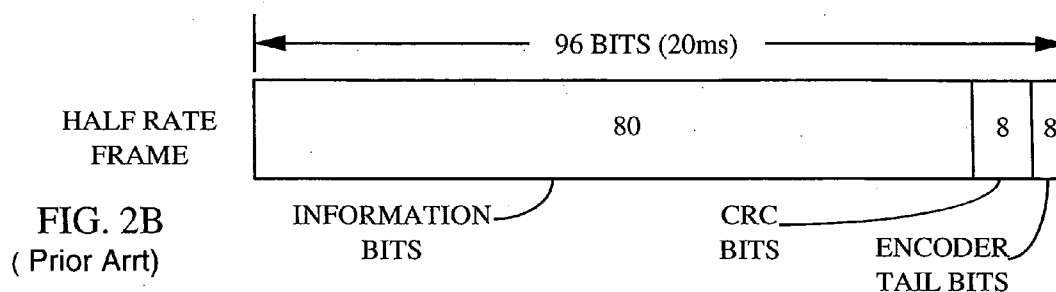 96 BITS (20ms)
HALF RATE
FRAME
80
8
8
INFORMATION
BITS
CRC
BITS
ENCODER
TAIL BITS
FIG. 2B
( Prior Arrt)